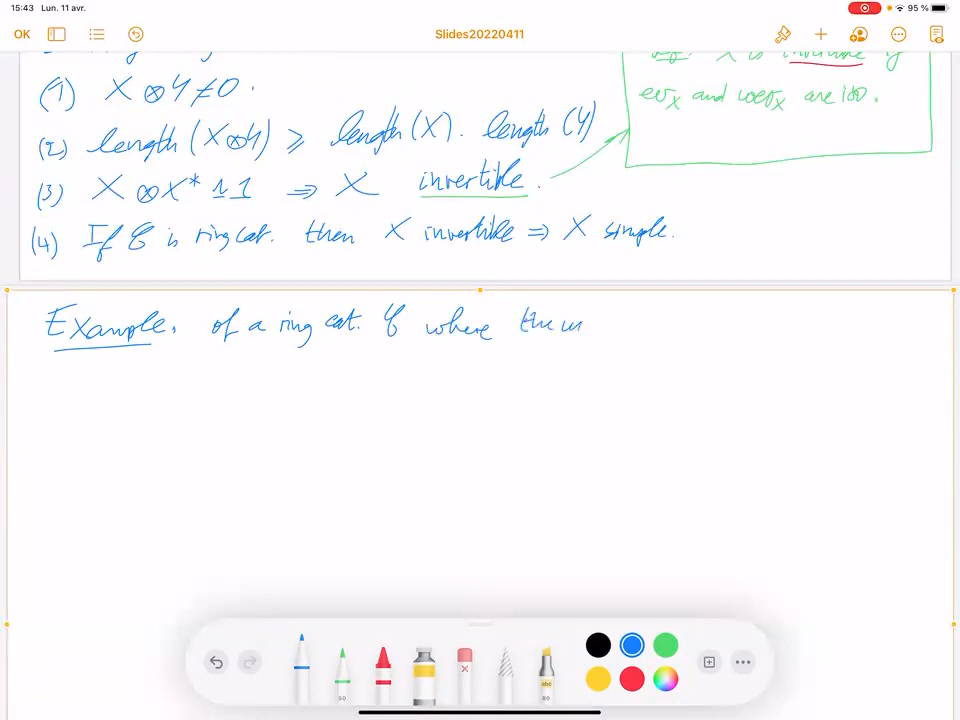 15:43 Lun. 11 avr.
95 %
OK
Slides20220411
(1) X ⊗ Y ≠ 0.
ev_X and coev_X are iso.
(2) length (X⊗Y) ≥ length (X). length (Y)
(3) X ⊗ X* ≃ 1 ⇒ X invertible.
(4) If C is ring cat. then X invertible ⇒ X simple.
Example. of a ring cat. C where